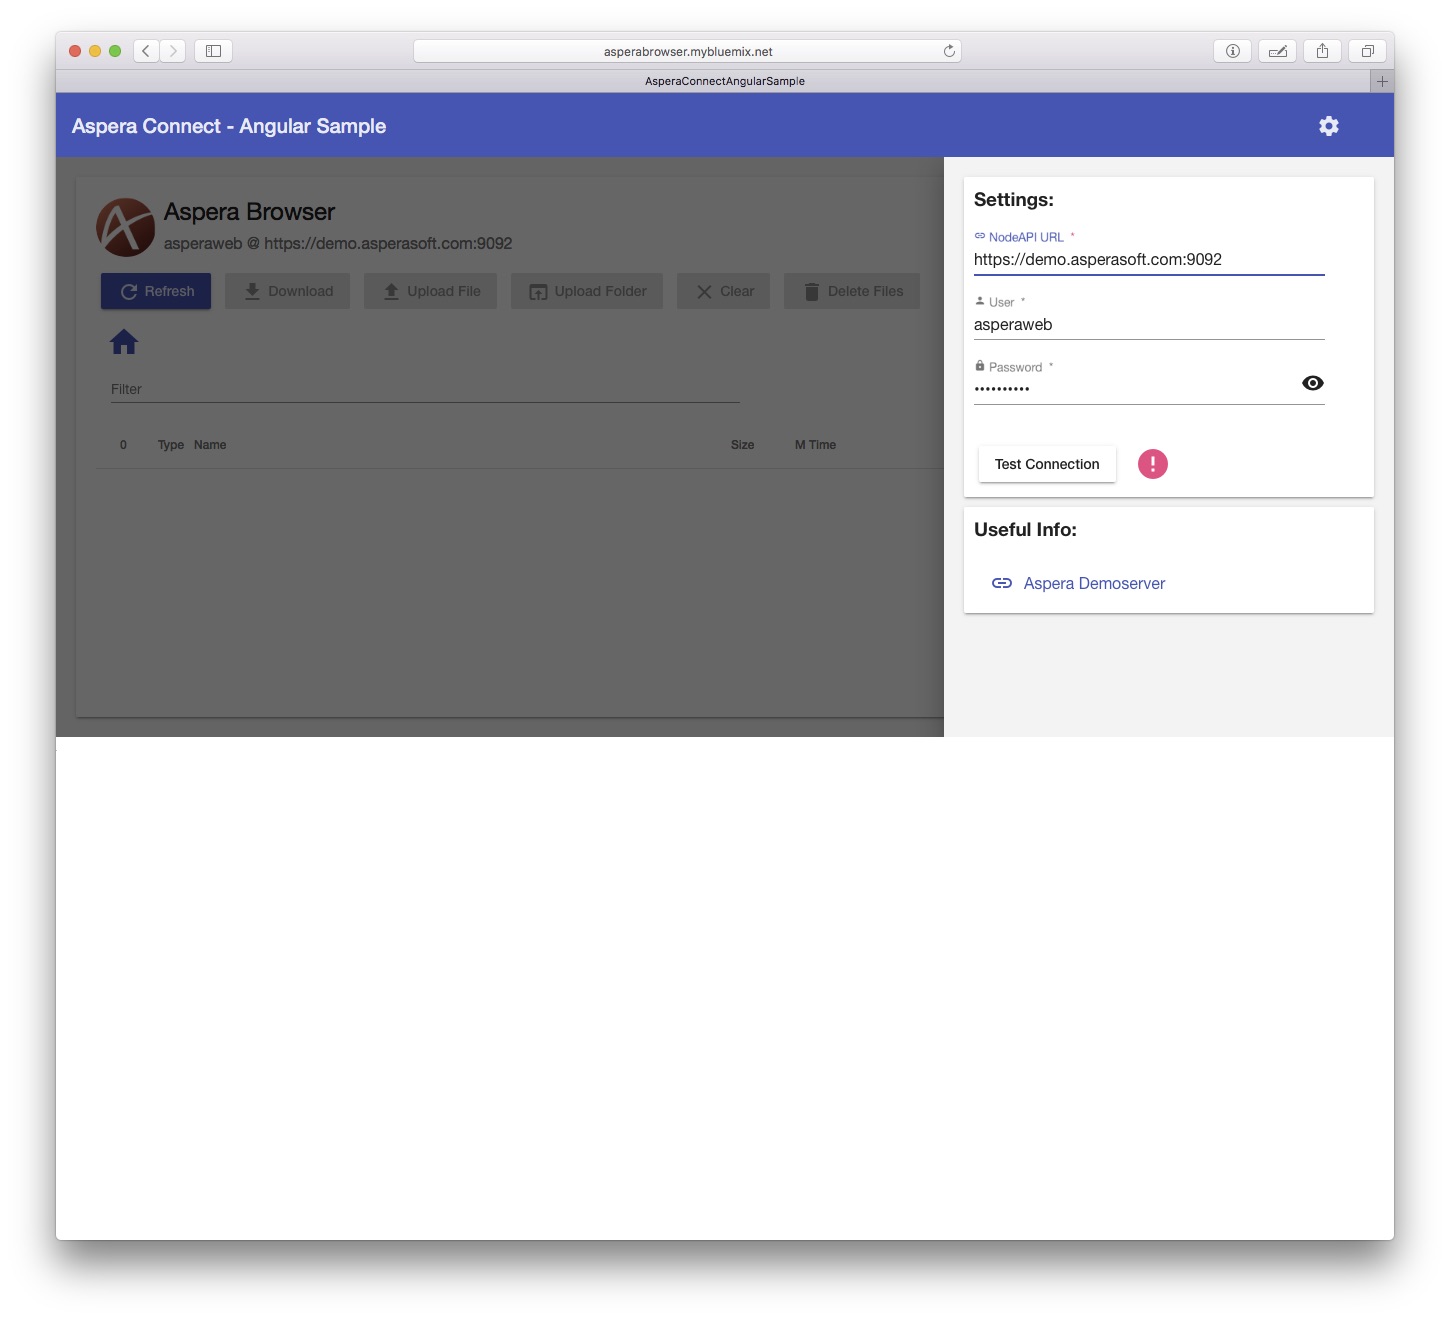 asperabrowser.mybluemix.net
AsperaConnectAngularSample
Aspera Connect - Angular Sample
Aspera Browser
asperaweb @ https://demo.asperasoft.com:9092
Refresh
Download
Upload File
Upload Folder
Clear
Delete Files
Filter
0 Type Name Size M Time
Settings:
NodeAPI URL *
https://demo.asperasoft.com:9092
User *
asperaweb
Password *
••••••••••
Test Connection
Useful Info:
Aspera Demoserver